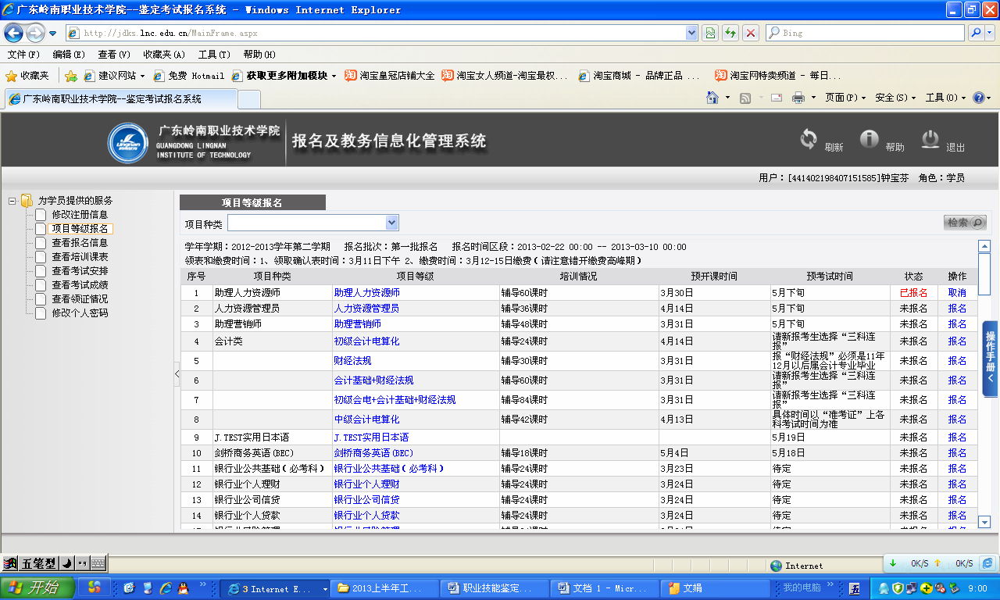 广东岭南职业技术学院--鉴定考试报名系统 - Windows Internet Explorer
http://jdks.lnc.edu.cn/MainFrame.aspx
Bing
文件(F) 编辑(E) 查看(V) 收藏夹(A) 工具(T) 帮助(H)
收藏夹 建议网站 免费 Hotmail 获取更多附加模块 淘宝皇冠店铺大全 淘宝女人频道-淘宝最权... 淘宝商城 - 品牌正品 ... 淘宝网特卖频道 - 每日...
广东岭南职业技术学院--鉴定考试报名系统 页面(P) 安全(S) 工具(O)
Lingnan
广东岭南职业技术学院
GUANGDONG LINGNAN
INSTITUTE OF TECHNOLOGY
报名及教务信息化管理系统
刷新 帮助 退出
用户：[441402198407151585]钟宝芬 角色：学员
为学员提供的服务
修改注册信息
项目等级报名
查看报名信息
查看培训课表
查看考试安排
查看考试成绩
查看领证情况
修改个人密码
项目等级报名
项目种类 检索
学年学期：2012-2013学年第二学期 报名批次：第一批报名 报名时间区段：2013-02-22 00:00 -- 2013-03-10 00:00
领表和缴费时间：1、领取确认表时间：3月11日下午 2、缴费时间：3月12-15日缴费（请注意错开缴费高峰期）
序号 项目种类 项目等级 培训情况 预开课时间 预考试时间 状态 操作
1 助理人力资源师 助理人力资源师 辅导60课时 3月30日 5月下旬 已报名 取消
2 人力资源管理员 人力资源管理员 辅导36课时 4月14日 5月下旬 未报名 报名
3 助理营销师 助理营销师 辅导48课时 3月31日 5月下旬 未报名 报名
4 会计类 初级会计电算化 辅导24课时 4月14日 请新报考生选择“三科连报” 未报名 报名
5 财经法规 辅导30课时 3月31日 报“财经法规”必须是11年12月以后届会计专业毕业 未报名 报名
6 会计基础+财经法规 辅导60课时 3月31日 请新报考生选择“三科连报” 未报名 报名
7 初级会电+会计基础+财经法规 辅导84课时 3月31日 请新报考生选择“三科连报” 未报名 报名
8 中级会计电算化 辅导42课时 4月13日 具体时间以“准考证”上各科考试时间为准 未报名 报名
9 J.TEST实用日本语 J.TEST实用日本语 5月19日 未报名 报名
10 剑桥商务英语(BEC) 剑桥商务英语(BEC) 辅导18课时 5月4日 5月18日 未报名 报名
11 银行业公共基础（必考科） 银行业公共基础（必考科） 辅导24课时 3月23日 待定 未报名 报名
12 银行业个人理财 银行业个人理财 辅导24课时 3月24日 待定 未报名 报名
13 银行业公司信贷 银行业公司信贷 辅导24课时 3月24日 待定 未报名 报名
14 银行业个人贷款 银行业个人贷款 辅导24课时 3月24日 待定 未报名 报名
操作手册
五笔型
Internet
0K/S 0K/S
开始 3 Internet E... 2013上半年工... 职业技能鉴定... 文档 1 - Micr... 文娟 我的电脑 五 9:00